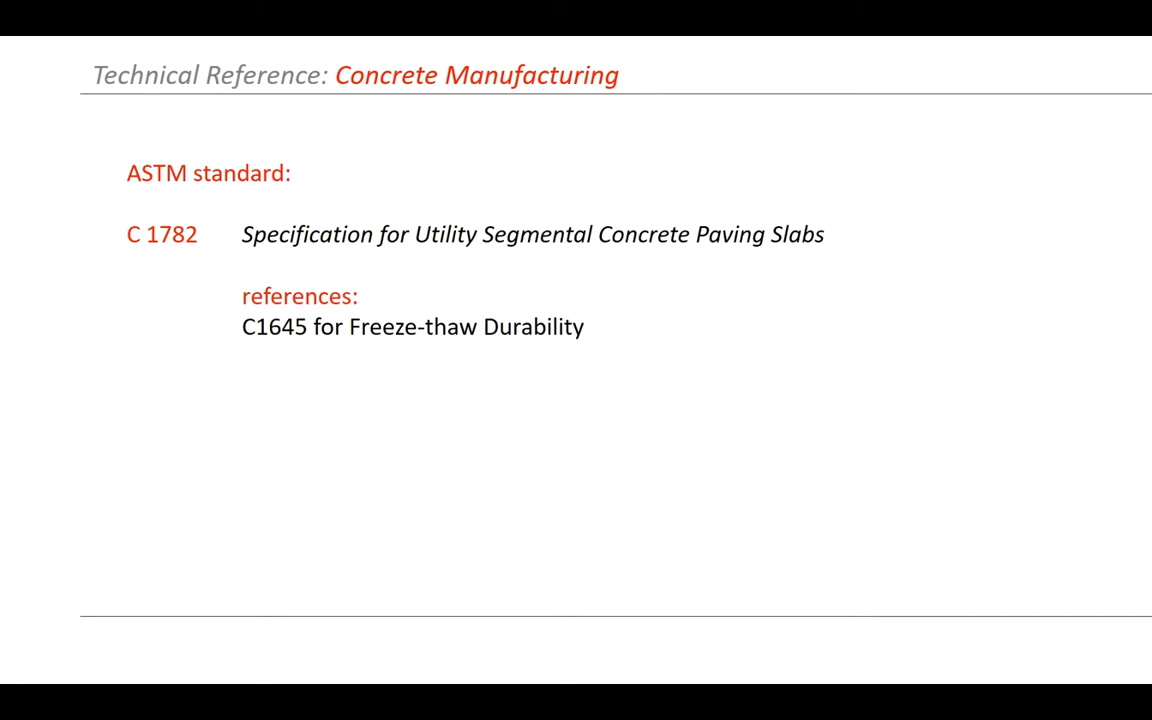 Technical Reference: Concrete Manufacturing
ASTM standard:
C 1782 Specification for Utility Segmental Concrete Paving Slabs
references:
C1645 for Freeze-thaw Durability